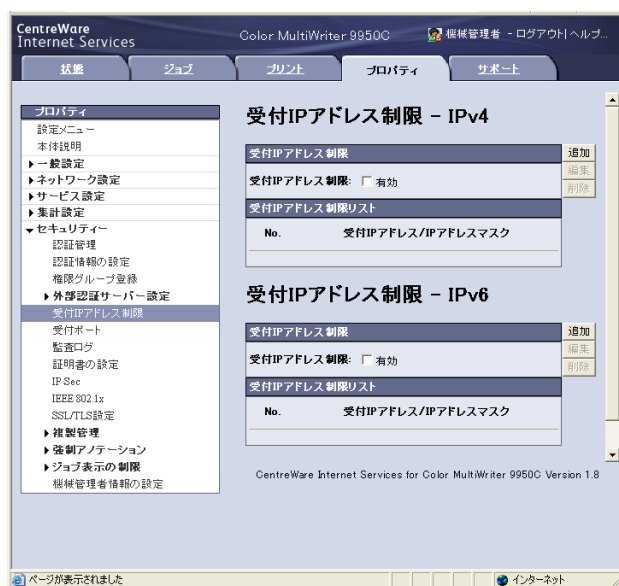 CentreWare
Internet Services
Color MultiWriter 9950C
機械管理者 - ログアウト| ヘルプ...
状態
ジョブ
プリント
プロパティ
サポート
プロパティ
設定メニュー
本体説明
一般設定
ネットワーク設定
サービス設定
集計設定
セキュリティー
認証管理
認証情報の設定
権限グループ登録
外部認証サーバー設定
受付IPアドレス制限
受付ポート
監査ログ
証明書の設定
IP Sec
IEEE 802.1x
SSL/TLS設定
複製管理
強制アノテーション
ジョブ表示の制限
機械管理者情報の設定
受付IPアドレス制限 - IPv4
受付IPアドレス制限
追加
編集
削除
受付IPアドレス制限: 有効
受付IPアドレス制限リスト
No. 受付IPアドレス/IPアドレスマスク
受付IPアドレス制限 - IPv6
受付IPアドレス制限
追加
編集
削除
受付IPアドレス制限: 有効
受付IPアドレス制限リスト
No. 受付IPアドレス/IPアドレスマスク
CentreWare Internet Services for Color MultiWriter 9950C Version 1.8
ページが表示されました
インターネット